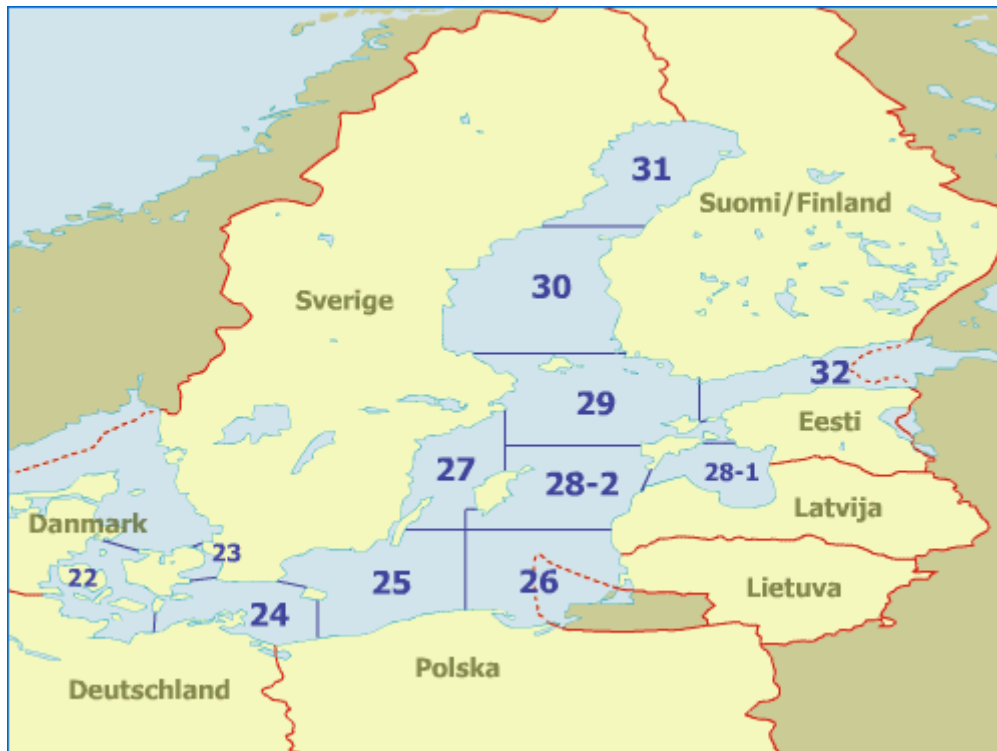 31
Suomi/Finland
30
Sverige
32
29
Eesti
27
28-2
28-1
Latvija
Danmark
23
22
25
26
Lietuva
24
Polska
Deutschland